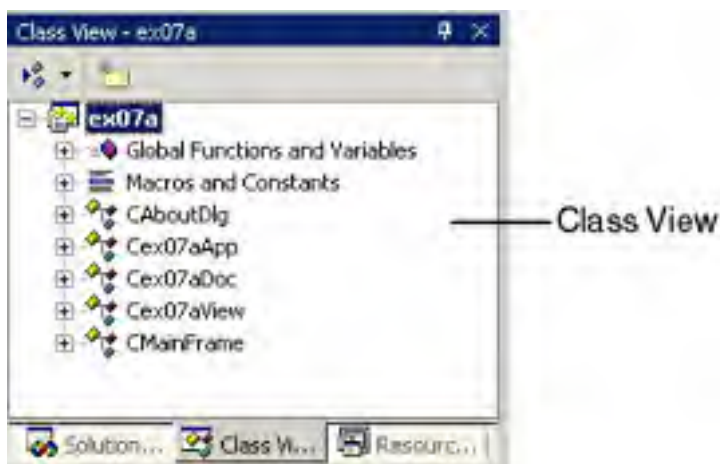 Class View - ex07a
ex07a
Global Functions and Variables
Macros and Constants
CAboutDlg
Cex07aApp
Cex07aDoc
Cex07aView
CMainFrame
Class View
Solution... Class Vi... Resourc...